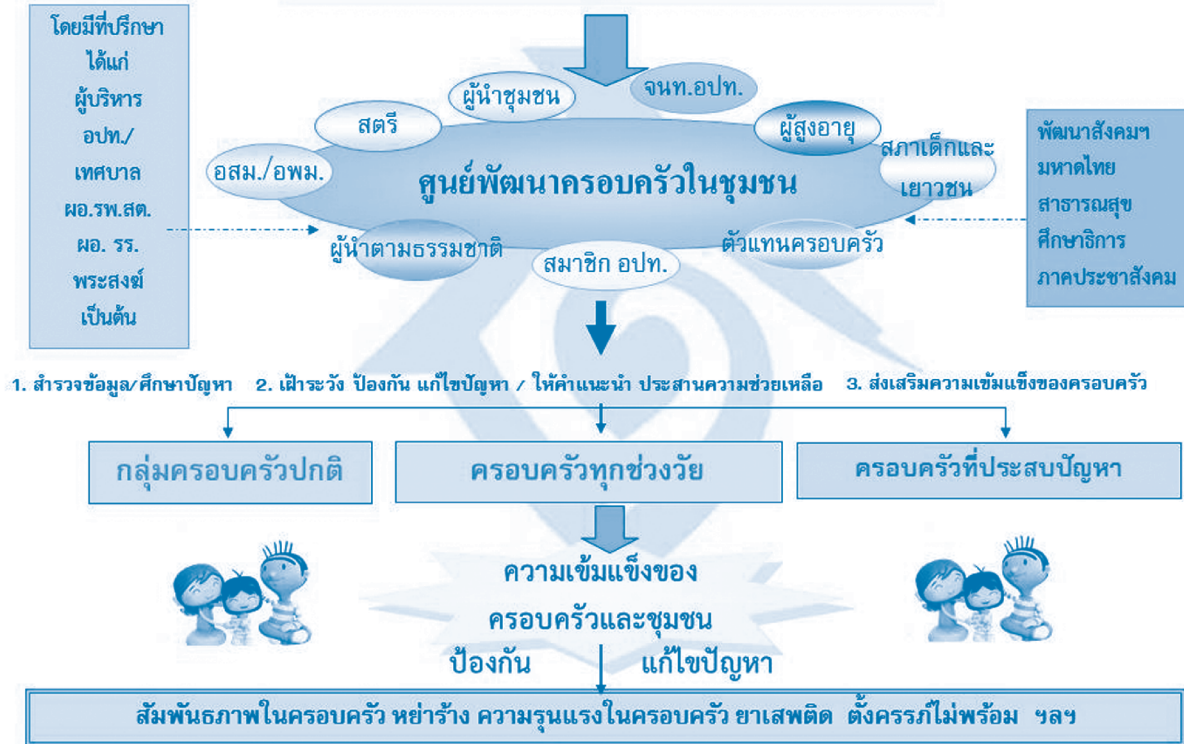 โดยมีที่ปรึกษา
ได้แก่
ผู้บริหาร
อปท./
เทศบาล
ผอ.รพ.สต.
ผอ. รร.
พระสงฆ์
เป็นต้น
ผู้นำชุมชน
จนท.อปท.
สตรี
ผู้สูงอายุ
อสม./อพม.
สภาเด็กและ
เยาวชน
ศูนย์พัฒนาครอบครัวในชุมชน
ผู้นำตามธรรมชาติ
สมาชิก อปท.
ตัวแทนครอบครัว
พัฒนาสังคมฯ
มหาดไทย
สาธารณสุข
ศึกษาธิการ
ภาคประชาสังคม
1. สำรวจข้อมูล/ศึกษาปัญหา 2. เฝ้าระวัง ป้องกัน แก้ไขปัญหา / ให้คำแนะนำ ประสานความช่วยเหลือ 3. ส่งเสริมความเข้มแข็งของครอบครัว
กลุ่มครอบครัวปกติ
ครอบครัวทุกช่วงวัย
ครอบครัวที่ประสบปัญหา
ความเข้มแข็งของ
ครอบครัวและชุมชน
ป้องกัน แก้ไขปัญหา
สัมพันธภาพในครอบครัว หย่าร้าง ความรุนแรงในครอบครัว ยาเสพติด ตั้งครรภ์ไม่พร้อม ฯลฯ